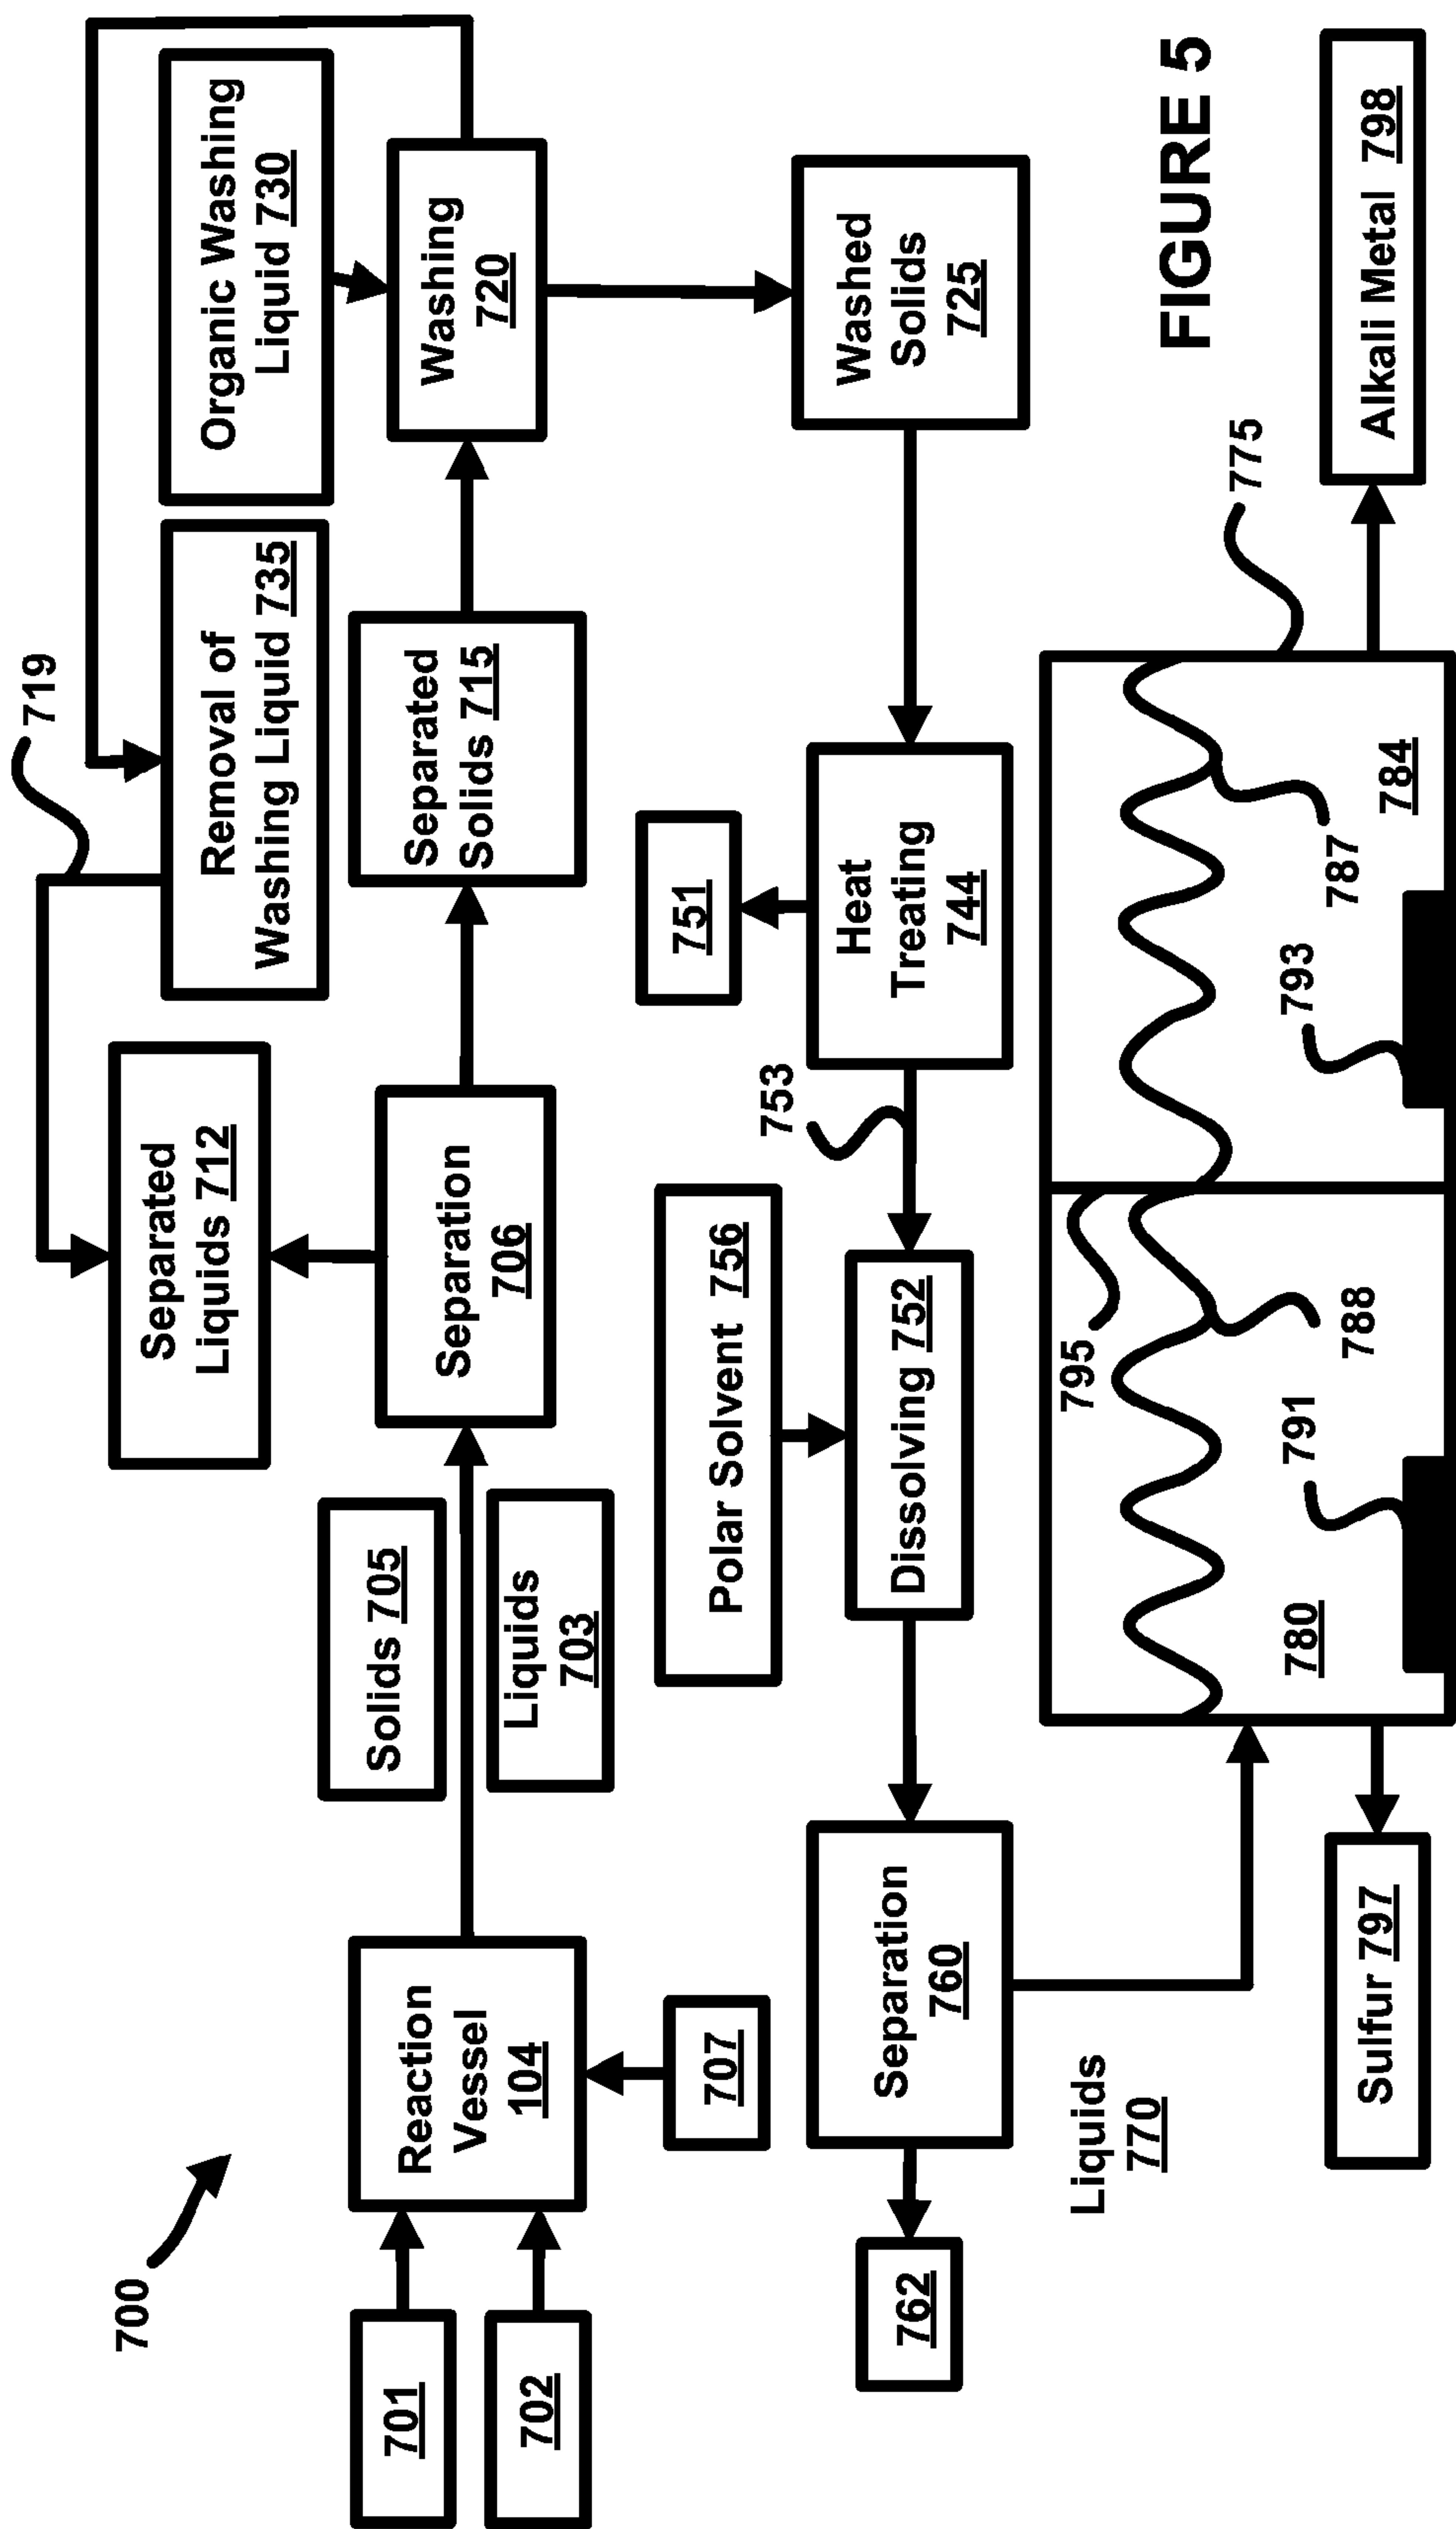 700
701
702
Reaction
Vessel
104
707
Solids 705
Liquids
703
Separation
706
Separated
Liquids 712
719
Separated
Solids 715
Removal of
Washing Liquid 735
Organic Washing
Liquid 730
Washing
720
Washed
Solids
725
Heat
Treating
744
751
753
Polar Solvent 756
Dissolving 752
Separation
760
762
Liquids
770
775
795
780
788
791
784
787
793
Sulfur 797
Alkali Metal 798
FIGURE 5